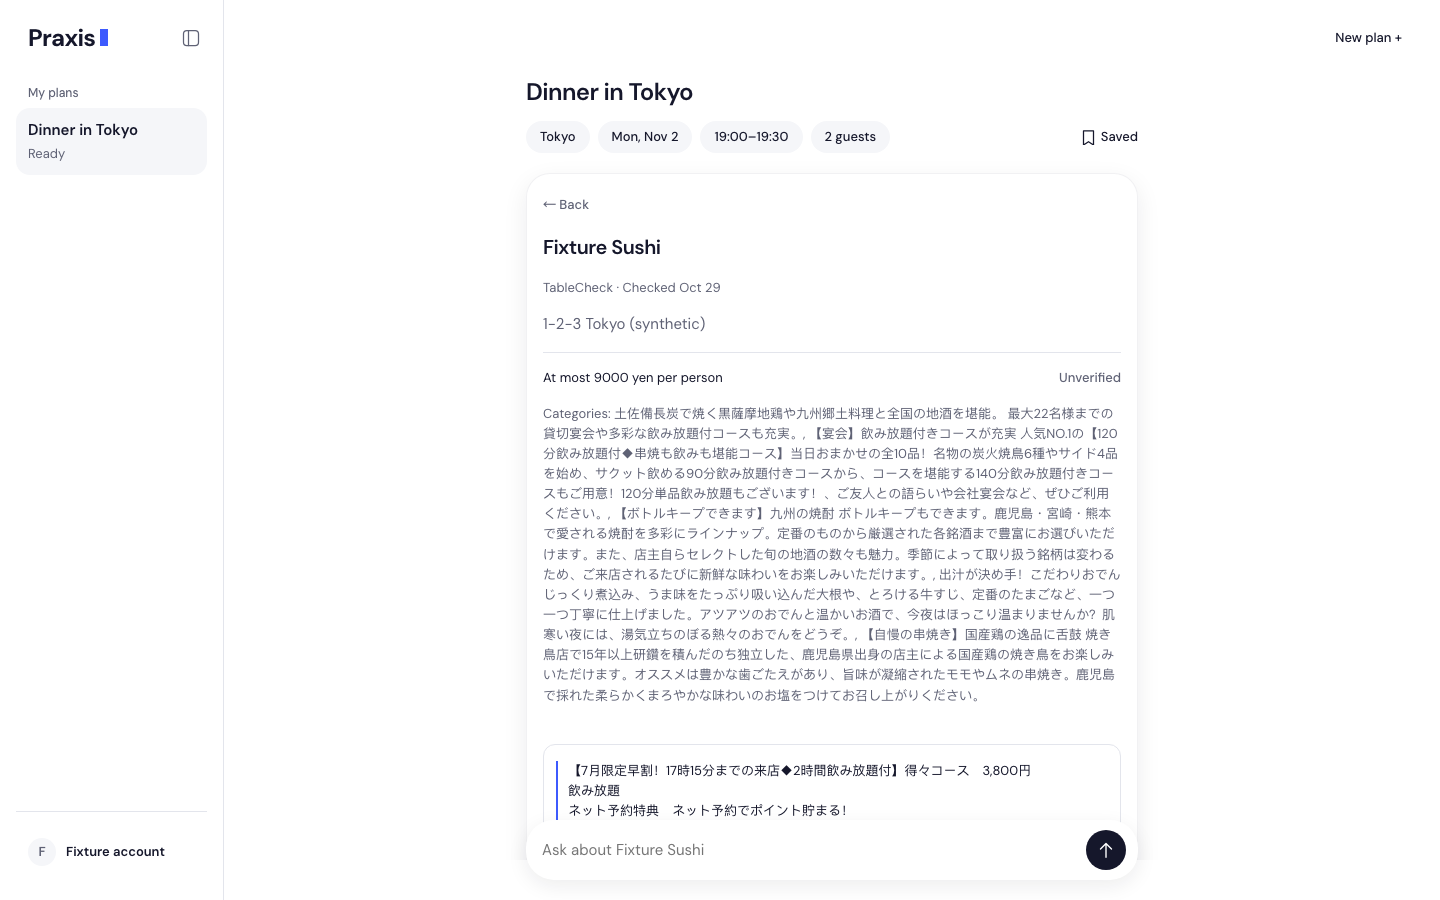 Praxis
New plan +
My plans
Dinner in Tokyo
Ready
Dinner in Tokyo
Tokyo
Mon, Nov 2
19:00–19:30
2 guests
Saved
← Back
Fixture Sushi
TableCheck · Checked Oct 29
1-2-3 Tokyo (synthetic)
At most 9000 yen per person
Unverified
Categories: 土佐備長炭で焼く黒薩摩地鶏や九州郷土料理と全国の地酒を堪能。 最大22名様までの
貸切宴会や多彩な飲み放題付コースも充実。, 【宴会】飲み放題付きコースが充実 人気NO.1の【120
分飲み放題付◆串焼も飲みも堪能コース】当日おまかせの全10品！名物の炭火焼鳥6種やサイド4品
を始め、サクット飲める90分飲み放題付きコースから、コースを堪能する140分飲み放題付きコー
スもご用意！120分単品飲み放題もございます！、ご友人との語らいや会社宴会など、ぜひご利用
ください。, 【ボトルキープできます】九州の焼酎 ボトルキープもできます。鹿児島・宮崎・熊本
で愛される焼酎を多彩にラインナップ。定番のものから厳選された各銘酒まで豊富にお選びいただ
けます。また、店主自らセレクトした旬の地酒の数々も魅力。季節によって取り扱う銘柄は変わる
ため、ご来店されるたびに新鮮な味わいをお楽しみいただけます。, 出汁が決め手！こだわりおでん
じっくり煮込み、うま味をたっぷり吸い込んだ大根や、とろける牛すじ、定番のたまごなど、一つ
一つ丁寧に仕上げました。アツアツのおでんと温かいお酒で、今夜はほっこり温まりませんか？肌
寒い夜には、湯気立ちのぼる熱々のおでんをどうぞ。, 【自慢の串焼き】国産鶏の逸品に舌鼓 焼き
鳥店で15年以上研鑽を積んだのち独立した、鹿児島県出身の店主による国産鶏の焼き鳥をお楽しみ
いただけます。オススメは豊かな歯ごたえがあり、旨味が凝縮されたモモやムネの串焼き。鹿児島
で採れた柔らかくまろやかな味わいのお塩をつけてお召し上がりください。
【7月限定早割！17時15分までの来店◆2時間飲み放題付】得々コース　3,800円
飲み放題
ネット予約特典　ネット予約でポイント貯まる！
Ask about Fixture Sushi
F
Fixture account